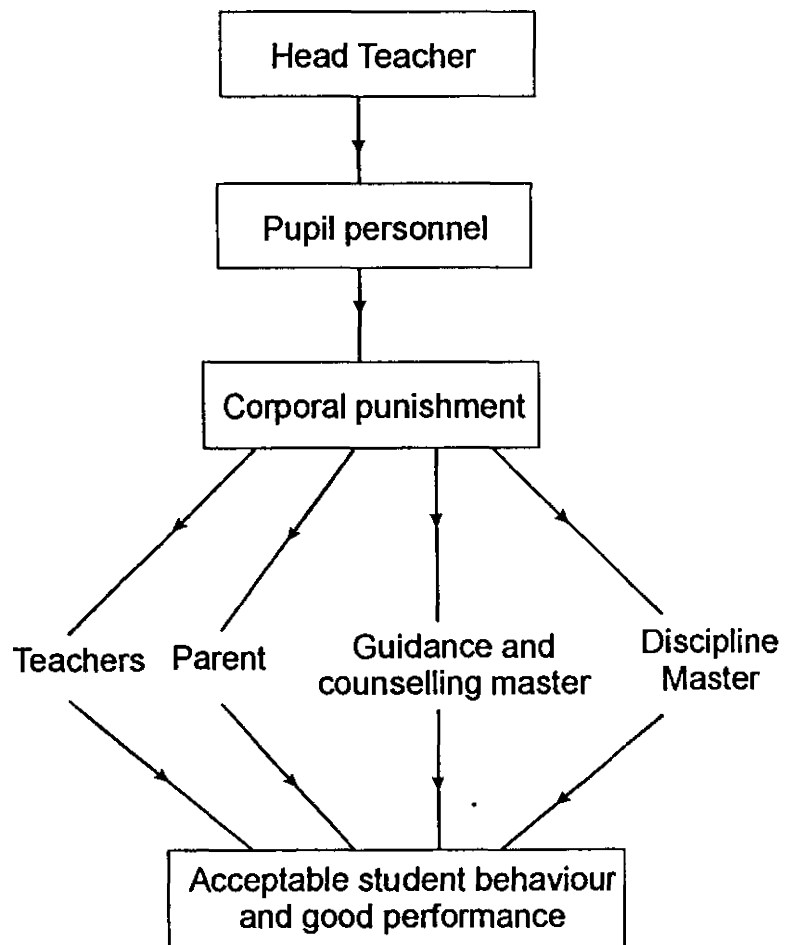 Head Teacher
Pupil personnel
Corporal punishment
Teachers
Parent
Guidance and
counselling master
Discipline
Master
Acceptable student behaviour
and good performance